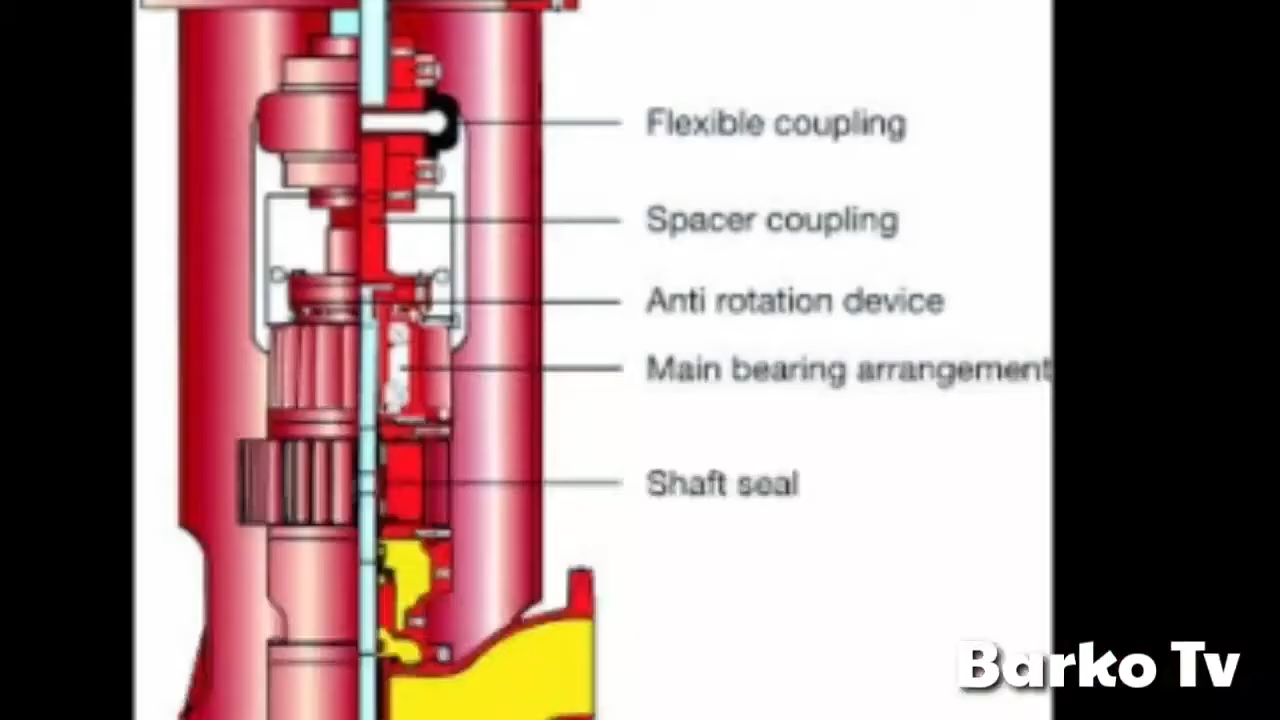 Flexible coupling
Spacer coupling
Anti rotation device
Main bearing arrangement
Shaft seal
Barko Tv